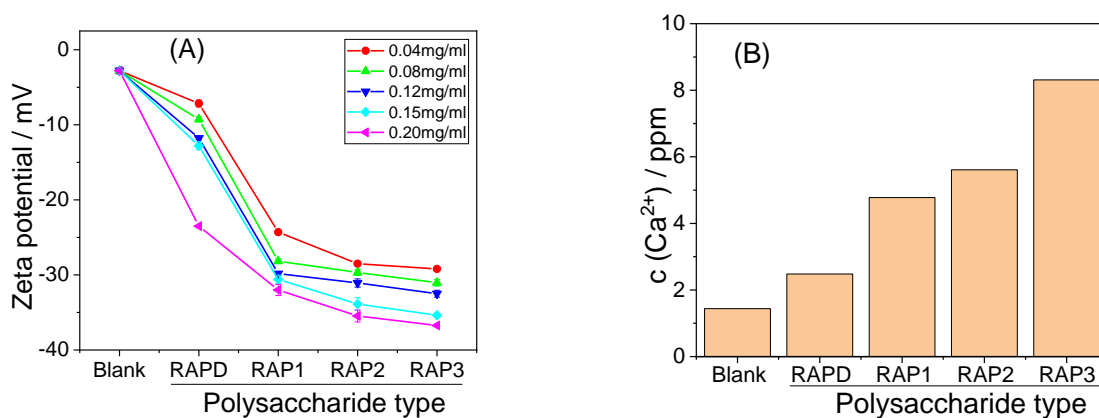 (A)
0.04mg/ml
0.08mg/ml
0.12mg/ml
0.15mg/ml
0.20mg/ml
Zeta potential / mV
0
-10
-20
-30
-40
Blank RAPD RAP1 RAP2 RAP3
Polysaccharide type
(B)
c (Ca²⁺) / ppm
10
8
6
4
2
0
Blank RAPD RAP1 RAP2 RAP3
Polysaccharide type